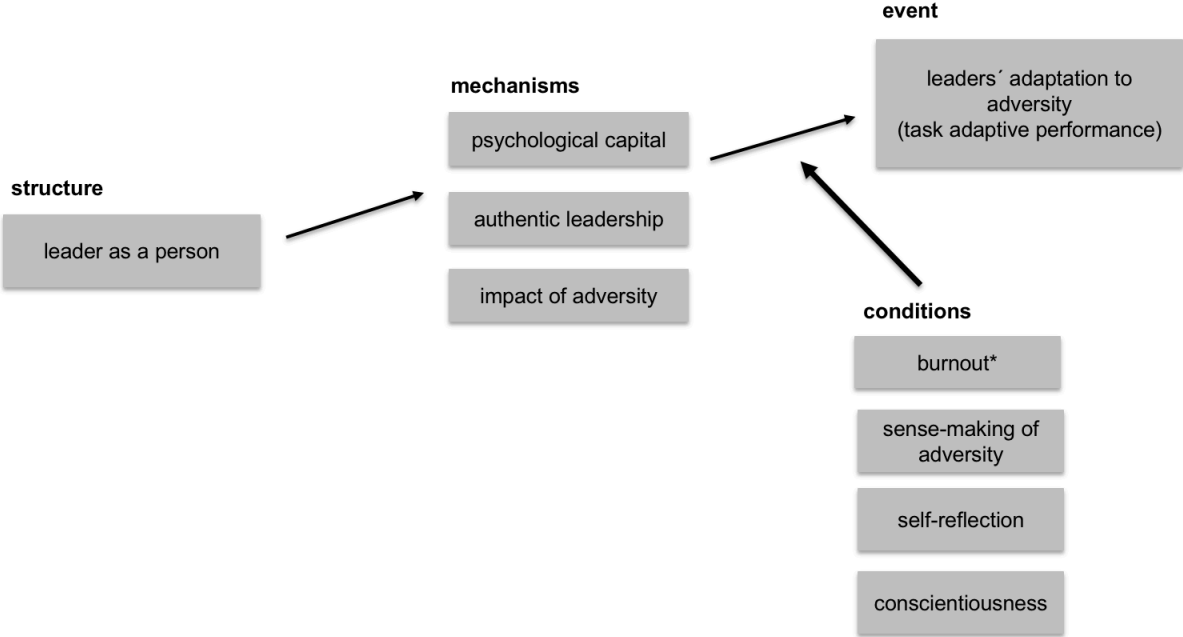 structure
leader as a person
mechanisms
psychological capital
authentic leadership
impact of adversity
event
leaders´ adaptation to
adversity
(task adaptive performance)
conditions
burnout*
sense-making of
adversity
self-reflection
conscientiousness